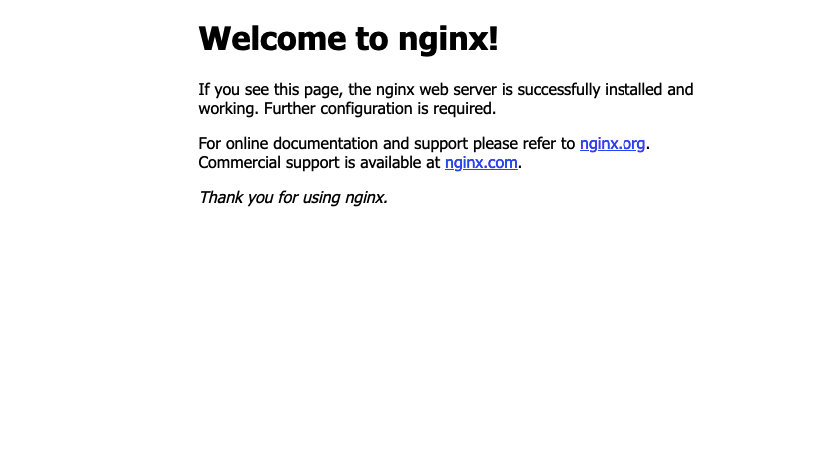 Welcome to nginx!
If you see this page, the nginx web server is successfully installed and
working. Further configuration is required.
For online documentation and support please refer to nginx.org.
Commercial support is available at nginx.com.
Thank you for using nginx.